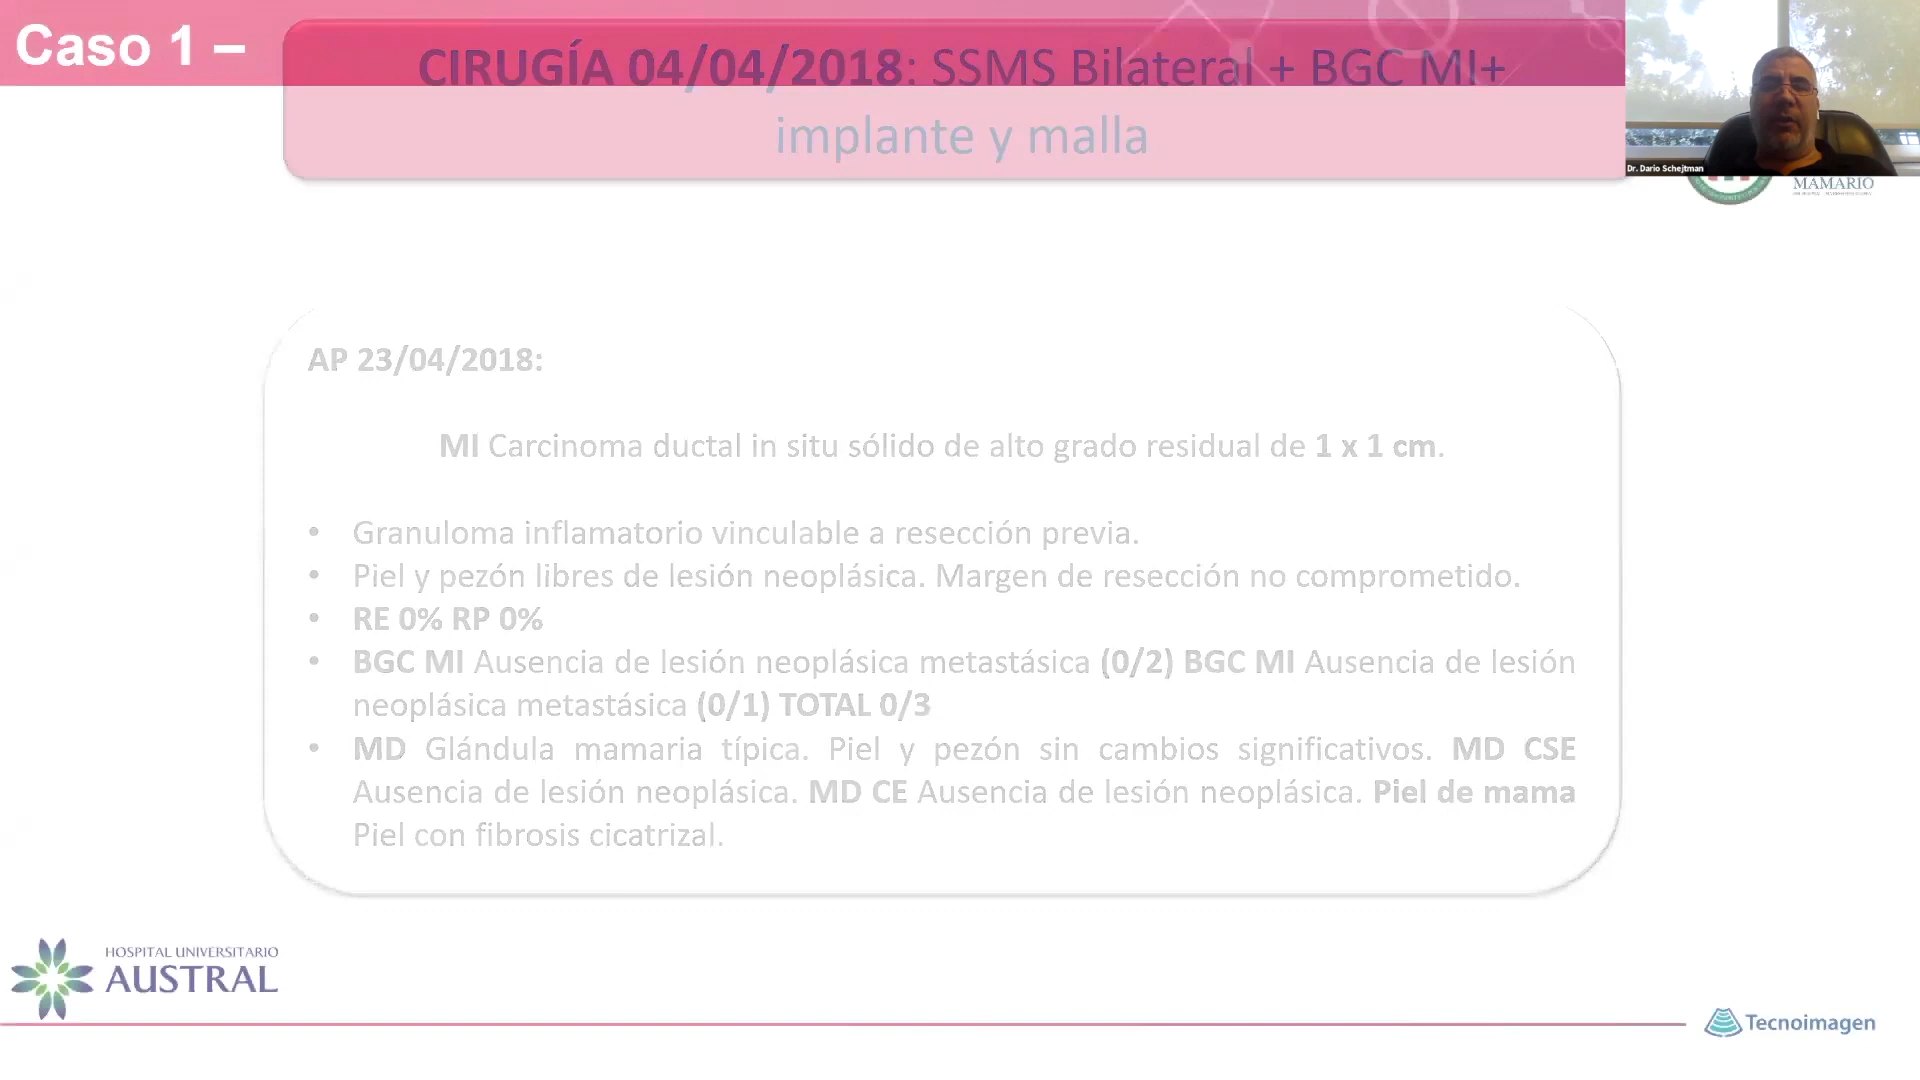 Caso 1 –
CIRUGÍA 04/04/2018: SSMS Bilateral + BGC MI+
implante y malla
Dr. Dario Schejtman
MAMARIO
AP 23/04/2018:
MI Carcinoma ductal in situ sólido de alto grado residual de 1 x 1 cm.
• Granuloma inflamatorio vinculable a resección previa.
• Piel y pezón libres de lesión neoplásica. Margen de resección no comprometido.
• RE 0% RP 0%
• BGC MI Ausencia de lesión neoplásica metastásica (0/2) BGC MI Ausencia de lesión
neoplásica metastásica (0/1) TOTAL 0/3
• MD Glándula mamaria típica. Piel y pezón sin cambios significativos. MD CSE
Ausencia de lesión neoplásica. MD CE Ausencia de lesión neoplásica. Piel de mama
Piel con fibrosis cicatrizal.
HOSPITAL UNIVERSITARIO
AUSTRAL
Tecnoimagen